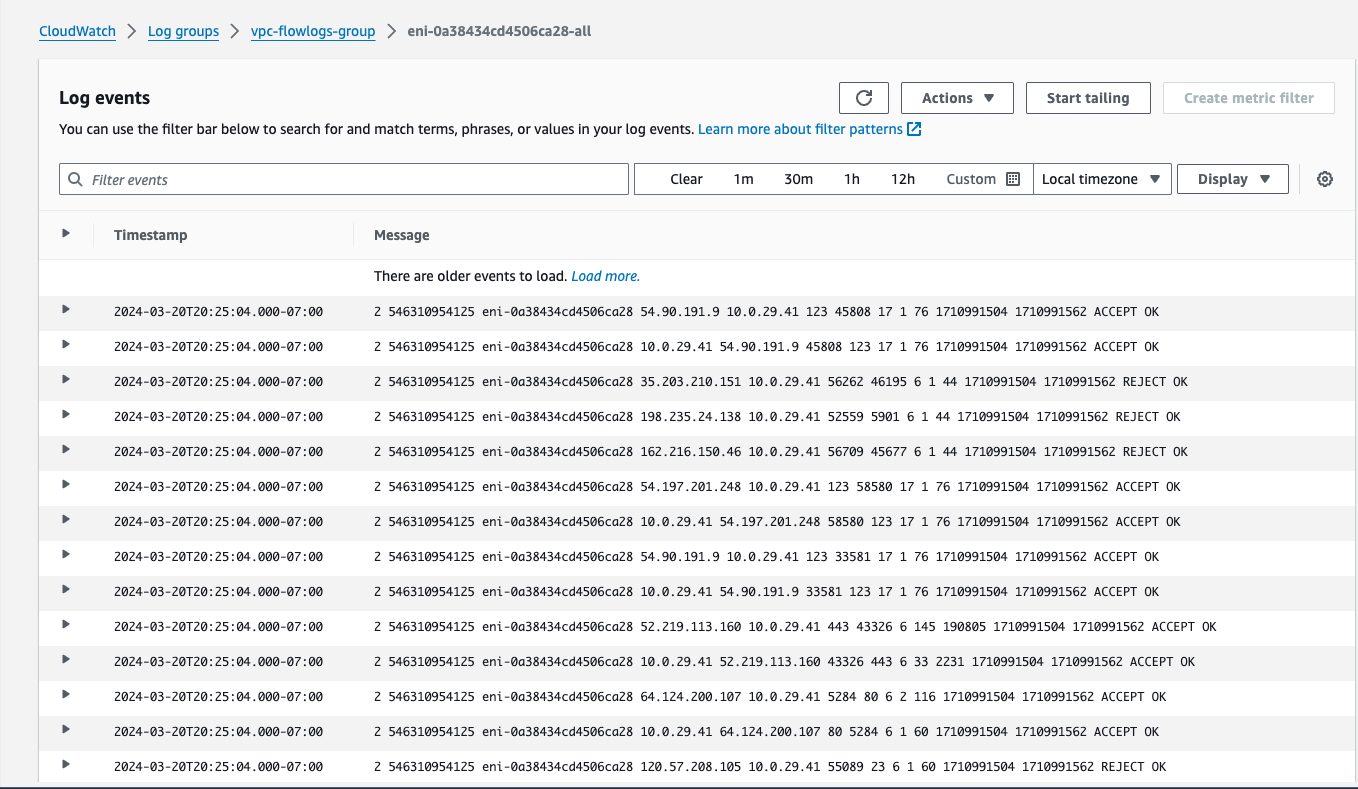 CloudWatch > Log groups > vpc-flowlogs-group > eni-0a38434cd4506ca28-all
Log events
Actions ▼ Start tailing Create metric filter
You can use the filter bar below to search for and match terms, phrases, or values in your log events. Learn more about filter patterns
Filter events Clear 1m 30m 1h 12h Custom Local timezone ▼ Display ▼
Timestamp Message
There are older events to load. Load more.
2024-03-20T20:25:04.000-07:00 2 546310954125 eni-0a38434cd4506ca28 54.90.191.9 10.0.29.41 123 45808 17 1 76 1710991504 1710991562 ACCEPT OK
2024-03-20T20:25:04.000-07:00 2 546310954125 eni-0a38434cd4506ca28 10.0.29.41 54.90.191.9 45808 123 17 1 76 1710991504 1710991562 ACCEPT OK
2024-03-20T20:25:04.000-07:00 2 546310954125 eni-0a38434cd4506ca28 35.203.210.151 10.0.29.41 56262 46195 6 1 44 1710991504 1710991562 REJECT OK
2024-03-20T20:25:04.000-07:00 2 546310954125 eni-0a38434cd4506ca28 198.235.24.138 10.0.29.41 52559 5901 6 1 44 1710991504 1710991562 REJECT OK
2024-03-20T20:25:04.000-07:00 2 546310954125 eni-0a38434cd4506ca28 162.216.150.46 10.0.29.41 56709 45677 6 1 44 1710991504 1710991562 REJECT OK
2024-03-20T20:25:04.000-07:00 2 546310954125 eni-0a38434cd4506ca28 54.197.201.248 10.0.29.41 123 58580 17 1 76 1710991504 1710991562 ACCEPT OK
2024-03-20T20:25:04.000-07:00 2 546310954125 eni-0a38434cd4506ca28 10.0.29.41 54.197.201.248 58580 123 17 1 76 1710991504 1710991562 ACCEPT OK
2024-03-20T20:25:04.000-07:00 2 546310954125 eni-0a38434cd4506ca28 54.90.191.9 10.0.29.41 123 33581 17 1 76 1710991504 1710991562 ACCEPT OK
2024-03-20T20:25:04.000-07:00 2 546310954125 eni-0a38434cd4506ca28 10.0.29.41 54.90.191.9 33581 123 17 1 76 1710991504 1710991562 ACCEPT OK
2024-03-20T20:25:04.000-07:00 2 546310954125 eni-0a38434cd4506ca28 52.219.113.160 10.0.29.41 443 43326 6 145 190805 1710991504 1710991562 ACCEPT OK
2024-03-20T20:25:04.000-07:00 2 546310954125 eni-0a38434cd4506ca28 10.0.29.41 52.219.113.160 43326 443 6 33 2231 1710991504 1710991562 ACCEPT OK
2024-03-20T20:25:04.000-07:00 2 546310954125 eni-0a38434cd4506ca28 64.124.200.107 10.0.29.41 5284 80 6 2 116 1710991504 1710991562 ACCEPT OK
2024-03-20T20:25:04.000-07:00 2 546310954125 eni-0a38434cd4506ca28 10.0.29.41 64.124.200.107 80 5284 6 1 60 1710991504 1710991562 ACCEPT OK
2024-03-20T20:25:04.000-07:00 2 546310954125 eni-0a38434cd4506ca28 120.57.208.105 10.0.29.41 55089 23 6 1 60 1710991504 1710991562 REJECT OK